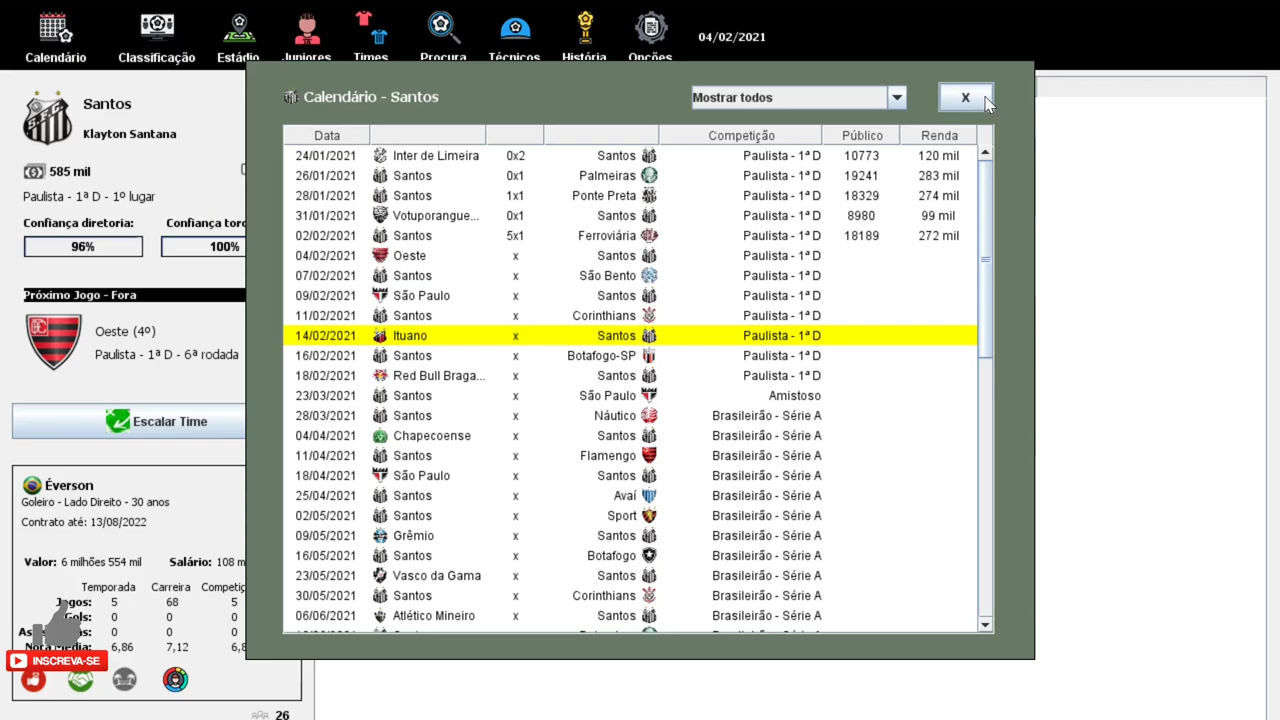 Calendário Classificação Estádio Juniores Times Procura Técnicos História Opções 04/02/2021
Santos
Klayton Santana
585 mil
Paulista - 1ª D - 1º lugar
Confiança diretoria: Confiança torc
96% 100%
Próximo Jogo - Fora
Oeste (4º)
Paulista - 1ª D - 6ª rodada
Escalar Time
Éverson
Goleiro - Lado Direito - 30 anos
Contrato até: 13/08/2022
Valor: 6 milhões 554 mil Salário: 108 m
Temporada Carreira Competiç
Jogos: 5 68 5
Gols: 0 0 0
0 0 0
Nota Média: 6,86 7,12 6,8
INSCREVA-SE
26
Calendário - Santos Mostrar todos X
Data Competição Público Renda
24/01/2021 Inter de Limeira 0x2 Santos Paulista - 1ª D 10773 120 mil
26/01/2021 Santos 0x1 Palmeiras Paulista - 1ª D 19241 283 mil
28/01/2021 Santos 1x1 Ponte Preta Paulista - 1ª D 18329 274 mil
31/01/2021 Votuporangue... 0x1 Santos Paulista - 1ª D 8980 99 mil
02/02/2021 Santos 5x1 Ferroviária Paulista - 1ª D 18189 272 mil
04/02/2021 Oeste x Santos Paulista - 1ª D
07/02/2021 Santos x São Bento Paulista - 1ª D
09/02/2021 São Paulo x Santos Paulista - 1ª D
11/02/2021 Santos x Corinthians Paulista - 1ª D
14/02/2021 Ituano x Santos Paulista - 1ª D
16/02/2021 Santos x Botafogo-SP Paulista - 1ª D
18/02/2021 Red Bull Braga... x Santos Paulista - 1ª D
23/03/2021 Santos x São Paulo Amistoso
28/03/2021 Santos x Náutico Brasileirão - Série A
04/04/2021 Chapecoense x Santos Brasileirão - Série A
11/04/2021 Santos x Flamengo Brasileirão - Série A
18/04/2021 São Paulo x Santos Brasileirão - Série A
25/04/2021 Santos x Avaí Brasileirão - Série A
02/05/2021 Santos x Sport Brasileirão - Série A
09/05/2021 Grêmio x Santos Brasileirão - Série A
16/05/2021 Santos x Botafogo Brasileirão - Série A
23/05/2021 Vasco da Gama x Santos Brasileirão - Série A
30/05/2021 Santos x Corinthians Brasileirão - Série A
06/06/2021 Atlético Mineiro x Santos Brasileirão - Série A